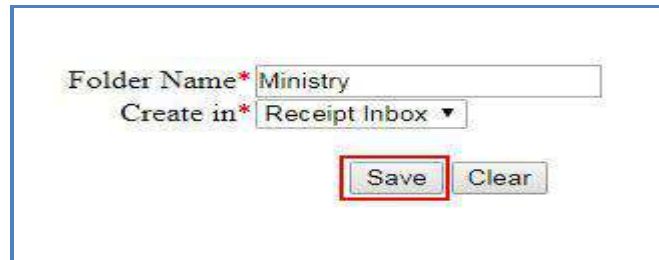 Folder Name* Ministry
Create in* Receipt Inbox ▼
Save Clear